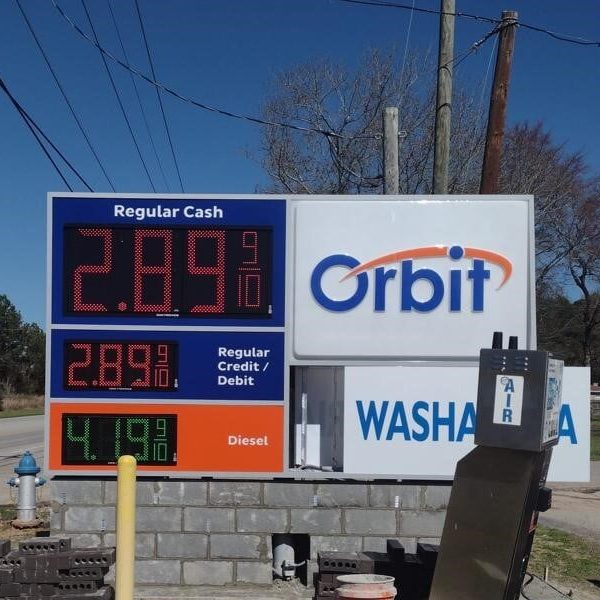 Regular Cash
2.89 9/10
Orbit
2.89 9/10
Regular
Credit /
Debit
4.19 9/10
Diesel
WASHA
A
AIR